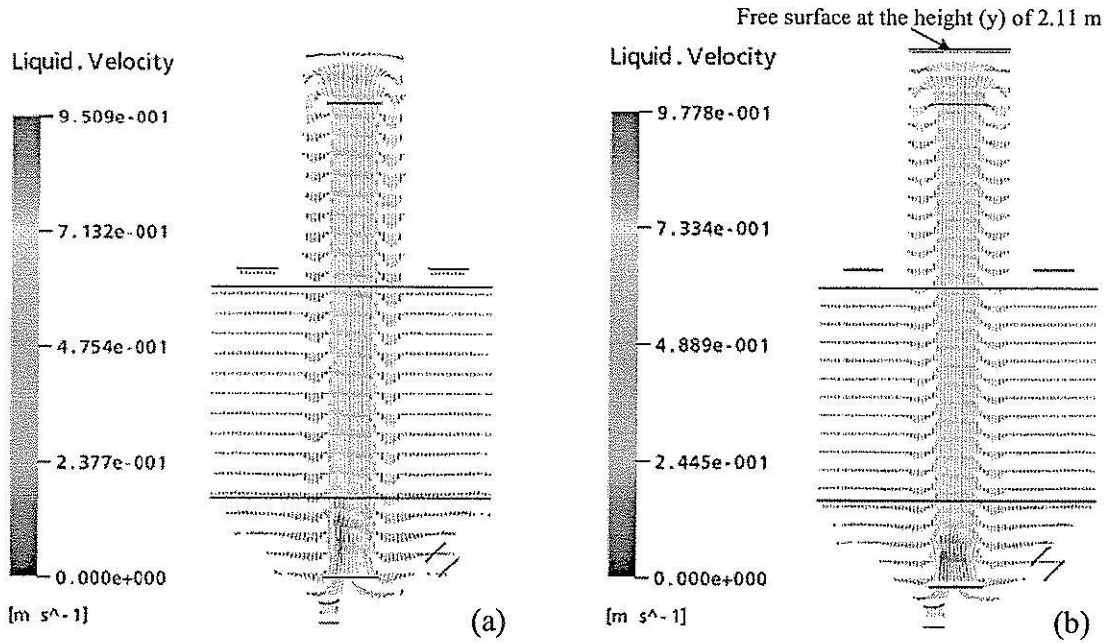 Free surface at the height (y) of 2.11 m
Liquid.Velocity
9.509e-001
7.132e-001
4.754e-001
2.377e-001
0.000e+000
[m s^-1]
(a)
Liquid.Velocity
9.778e-001
7.334e-001
4.889e-001
2.445e-001
0.000e+000
[m s^-1]
(b)